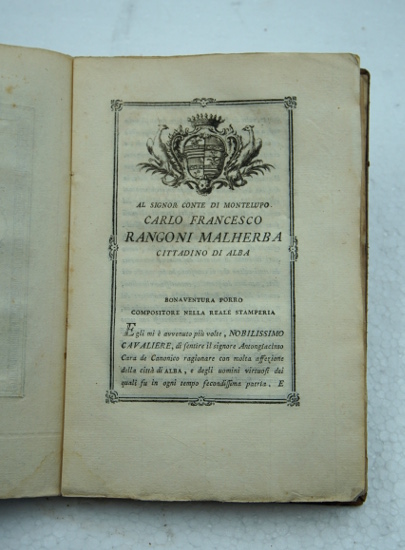 AL SIGNOR CONTE DI MONTELUPO
CARLO FRANCESCO
RANGONI MALHERBA
CITTADINO DI ALBA
BONAVENTURA PORRO
COMPOSITORE NELLA REALE STAMPERIA
Egli mi è avvenuto più volte, NOBILISSIMO
CAVALIERE, di sentire il signore Antongiacinto
Cara de Canonico ragionare con molta affezione
della città di ALBA, e degli uomini virtuosi dei
quali fu in ogni tempo fecondissima poetria. E